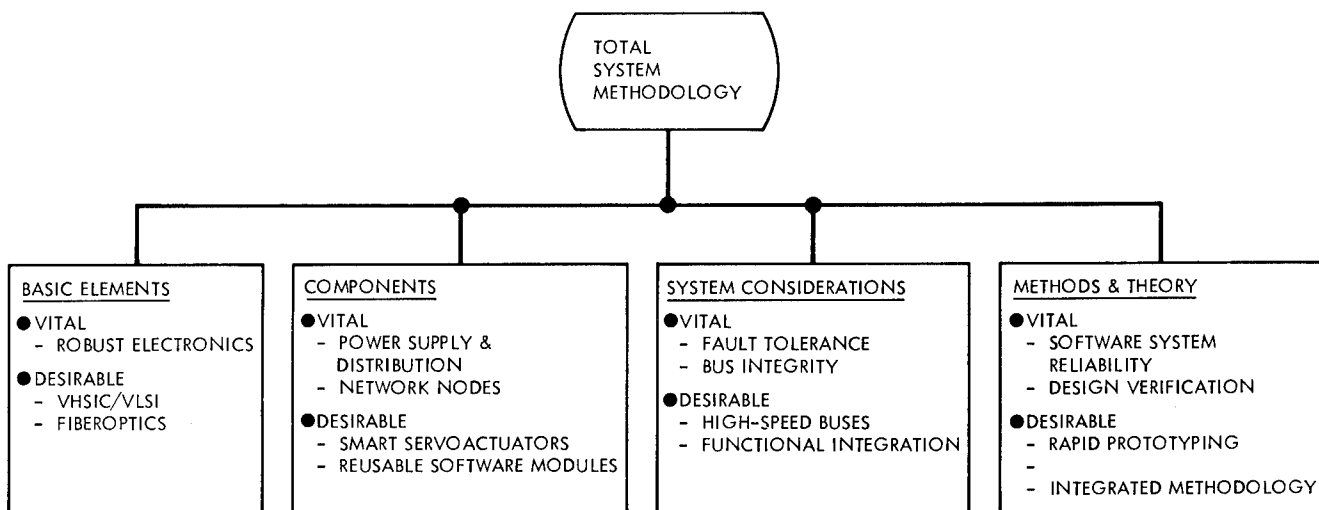 TOTAL
SYSTEM
METHODOLOGY
BASIC ELEMENTS
● VITAL
- ROBUST ELECTRONICS
● DESIRABLE
- VHSIC/VLSI
- FIBEROPTICS
COMPONENTS
● VITAL
- POWER SUPPLY &
DISTRIBUTION
- NETWORK NODES
● DESIRABLE
- SMART SERVOACTUATORS
- REUSABLE SOFTWARE MODULES
SYSTEM CONSIDERATIONS
● VITAL
- FAULT TOLERANCE
- BUS INTEGRITY
● DESIRABLE
- HIGH-SPEED BUSES
- FUNCTIONAL INTEGRATION
METHODS & THEORY
● VITAL
- SOFTWARE SYSTEM
RELIABILITY
- DESIGN VERIFICATION
● DESIRABLE
- RAPID PROTOTYPING
-
- INTEGRATED METHODOLOGY